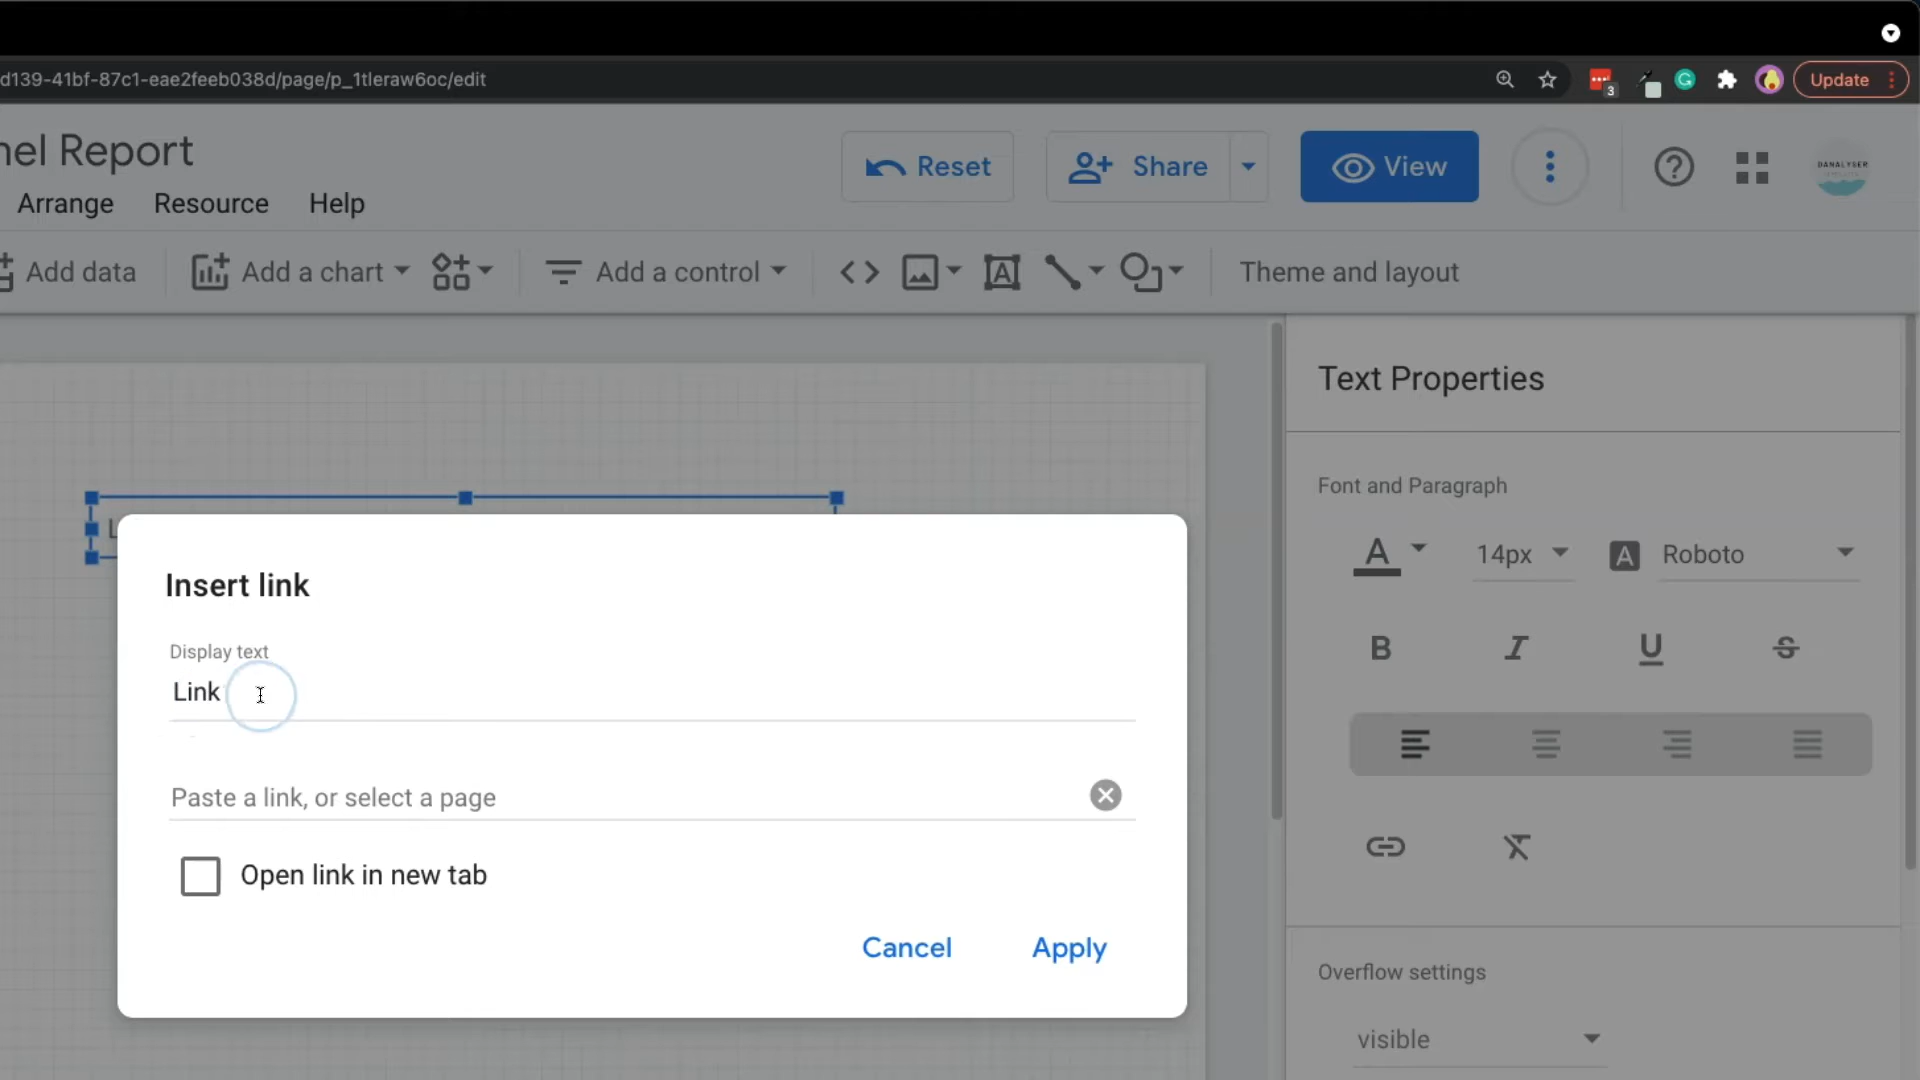 d139-41bf-87c1-eae2feeb038d/page/p_1tleraw6oc/edit
3
Update
nel Report
Reset
Share
View
DANALYSER
Arrange Resource Help
Add data
Add a chart
Add a control
Theme and layout
Text Properties
Font and Paragraph
A
14px
A
Roboto
B
I
U
S
L
Insert link
Display text
Link
Paste a link, or select a page
Open link in new tab
Cancel
Apply
Overflow settings
visible